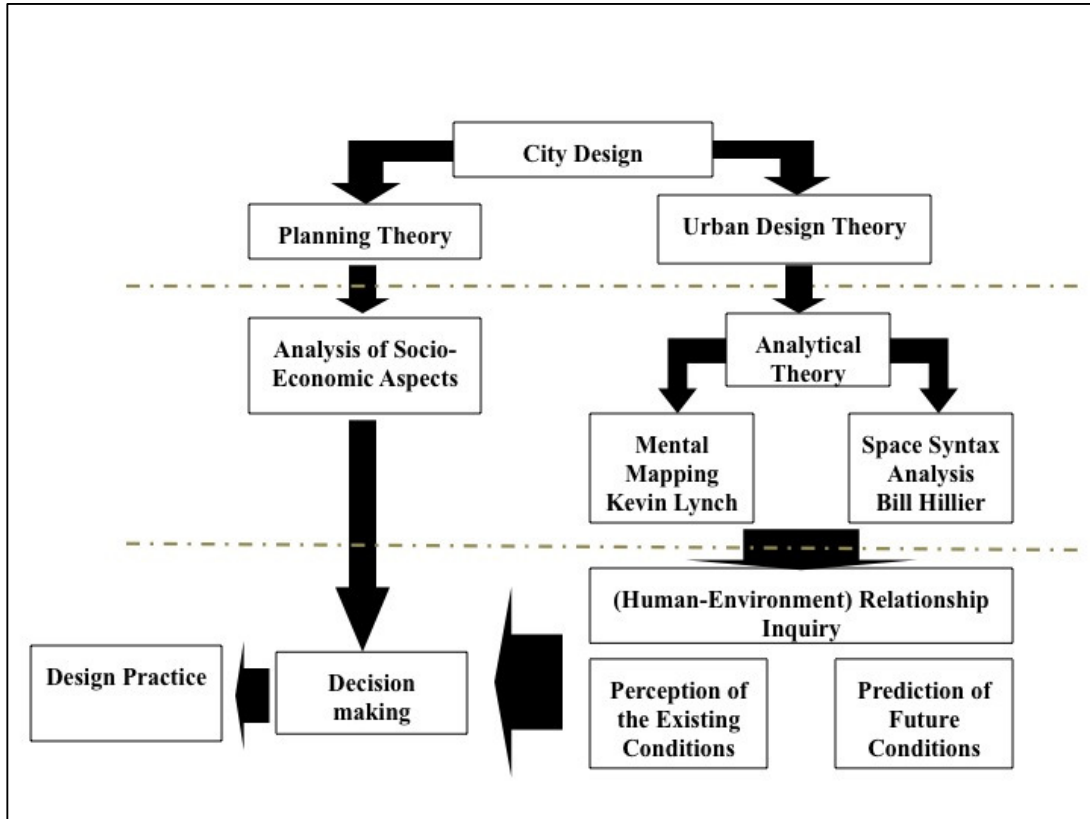 City Design
Planning Theory
Urban Design Theory
Analysis of Socio-
Economic Aspects
Analytical
Theory
Mental
Mapping
Kevin Lynch
Space Syntax
Analysis
Bill Hillier
(Human-Environment) Relationship
Inquiry
Design Practice
Decision
making
Perception of
the Existing
Conditions
Prediction of
Future
Conditions